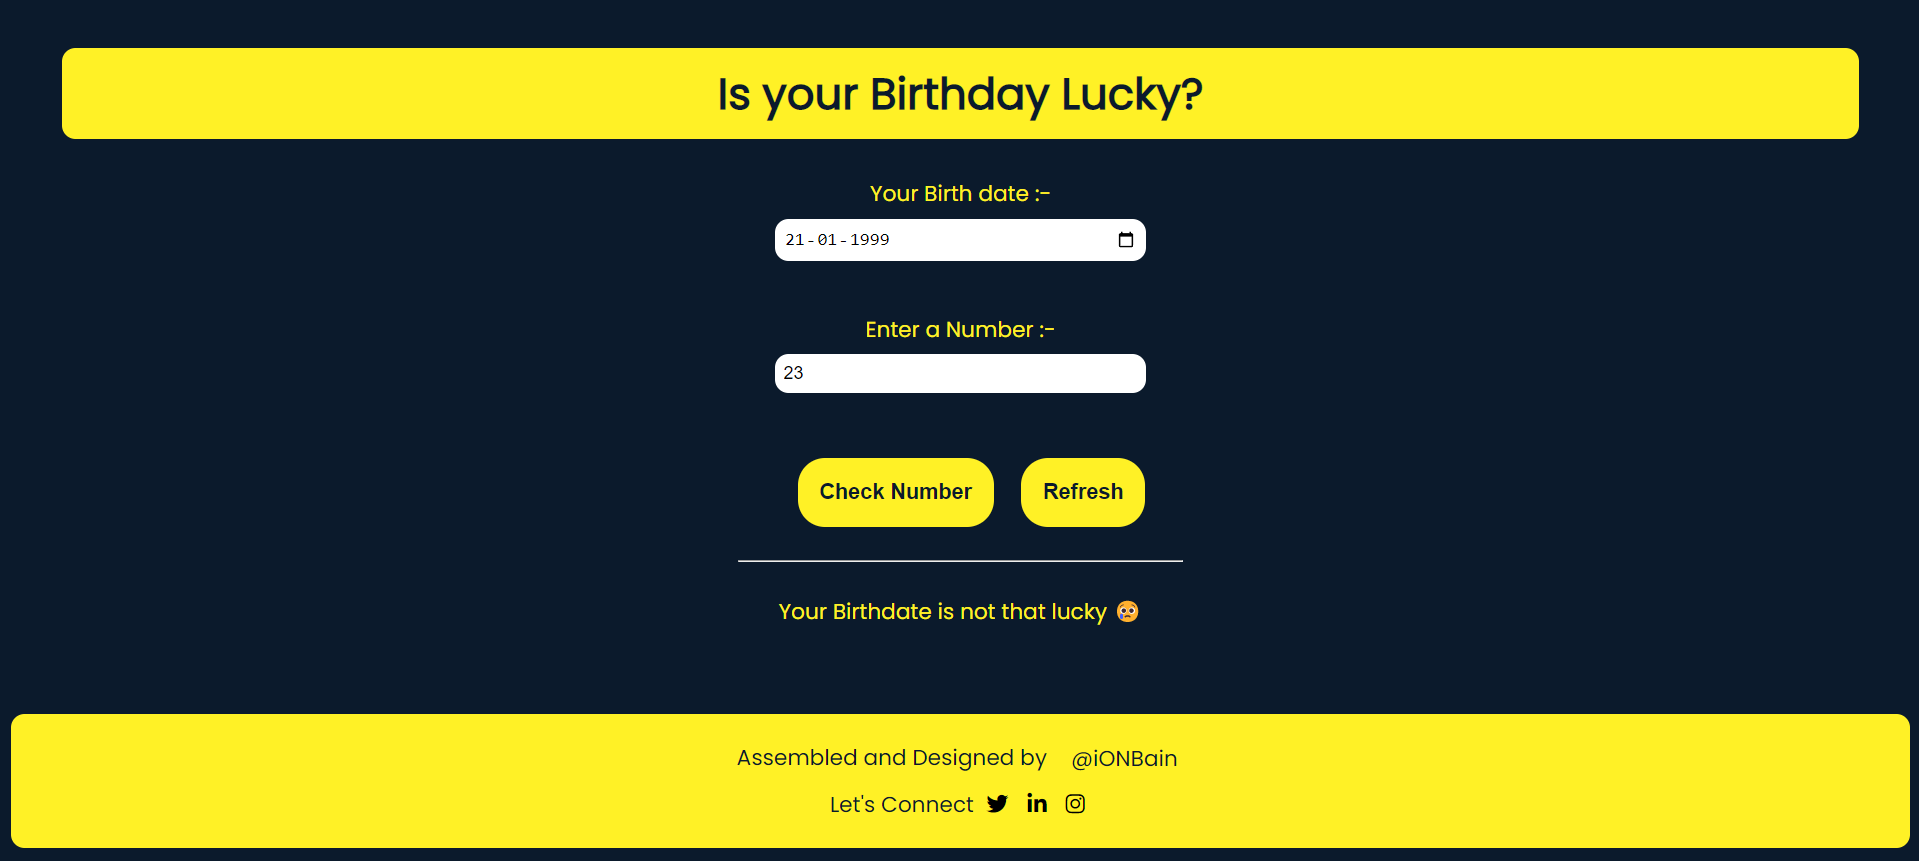 Is your Birthday Lucky?
Your Birth date :-
21-01-1999
Enter a Number :-
23
Check Number Refresh
Your Birthdate is not that lucky 😢
Assembled and Designed by @iONBain
Let's Connect